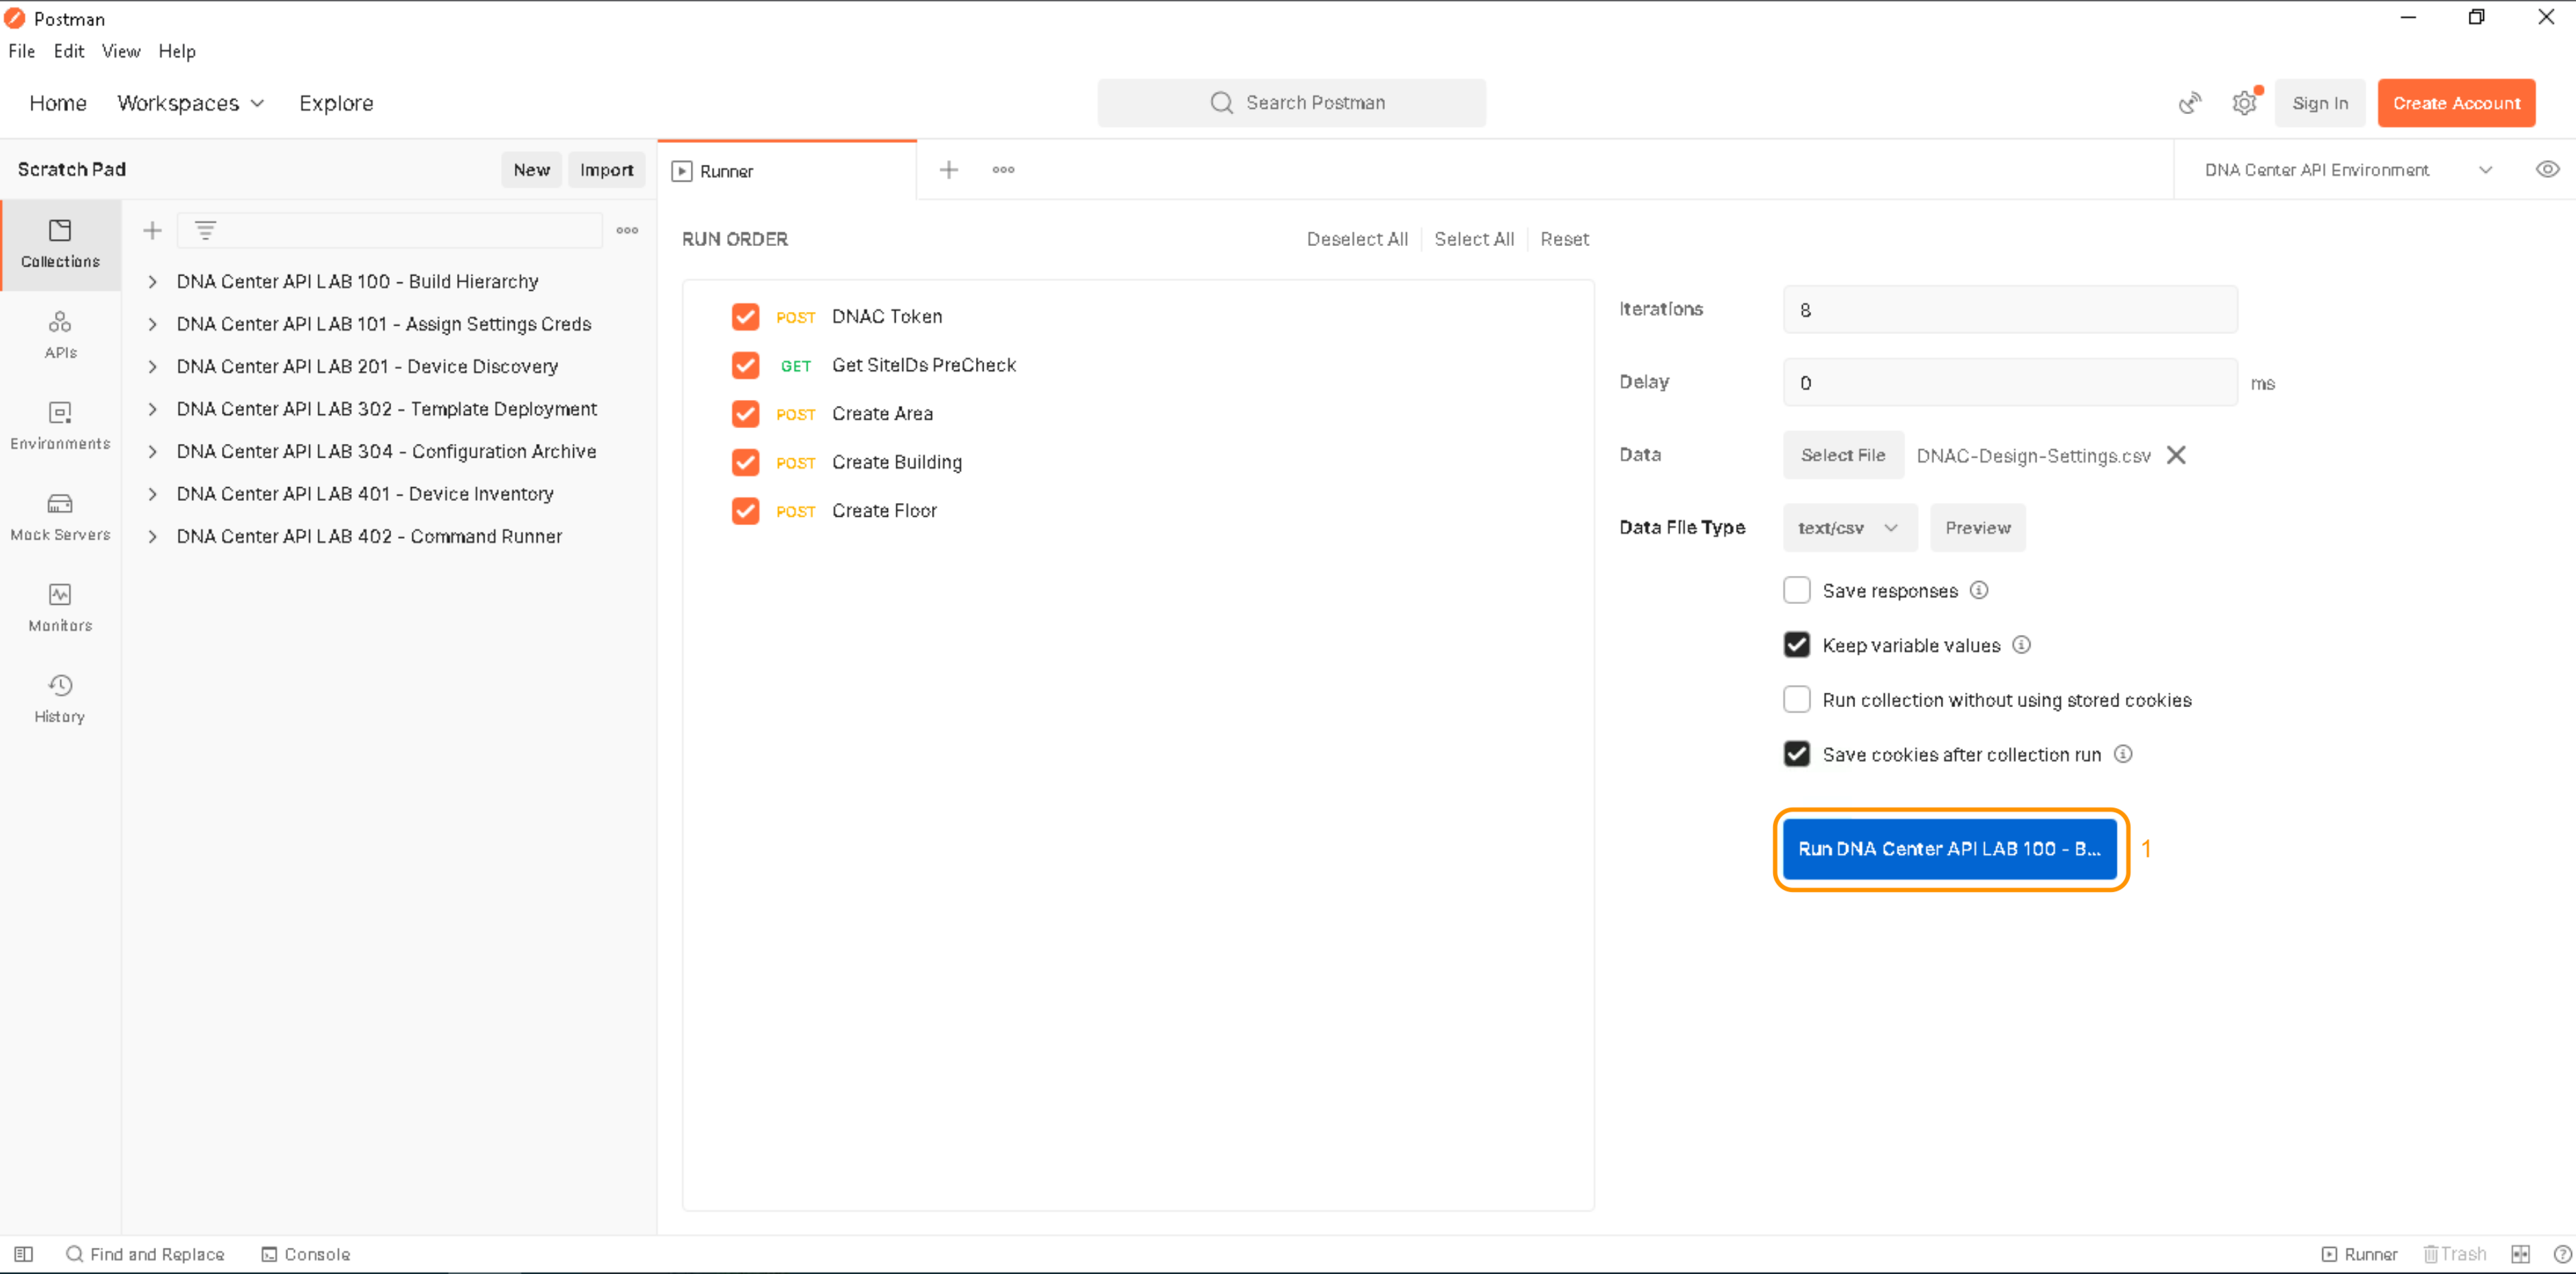 Postman
File Edit View Help
Home Workspaces Explore
Search Postman
Sign In
Create Account
Scratch Pad
New
Import
Runner
DNA Center API Environment
Collections
APIs
Environments
Mock Servers
Monitors
History
DNA Center API LAB 100 - Build Hierarchy
DNA Center API LAB 101 - Assign Settings Creds
DNA Center API LAB 201 - Device Discovery
DNA Center API LAB 302 - Template Deployment
DNA Center API LAB 304 - Configuration Archive
DNA Center API LAB 401 - Device Inventory
DNA Center API LAB 402 - Command Runner
RUN ORDER
Deselect All Select All Reset
POST DNAC Token
GET Get SiteIDs PreCheck
POST Create Area
POST Create Building
POST Create Floor
Iterations 8
Delay 0 ms
Data Select File DNAC-Design-Settings.csv
Data File Type text/csv Preview
Save responses
Keep variable values
Run collection without using stored cookies
Save cookies after collection run
Run DNA Center API LAB 100 - B... 1
Find and Replace Console
Runner Trash